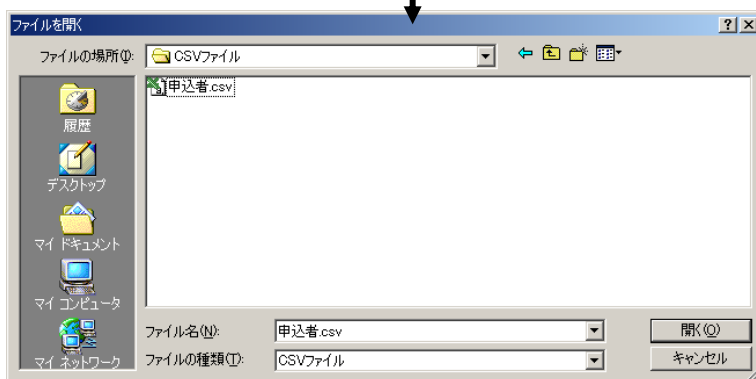 ファイルを開く
ファイルの場所(I):
CSVファイル
申込者.csv
履歴
デスクトップ
マイ ドキュメント
マイ コンピュータ
マイ ネットワーク
ファイル名(N):
申込者.csv
開く(O)
ファイルの種類(T):
CSVファイル
キャンセル